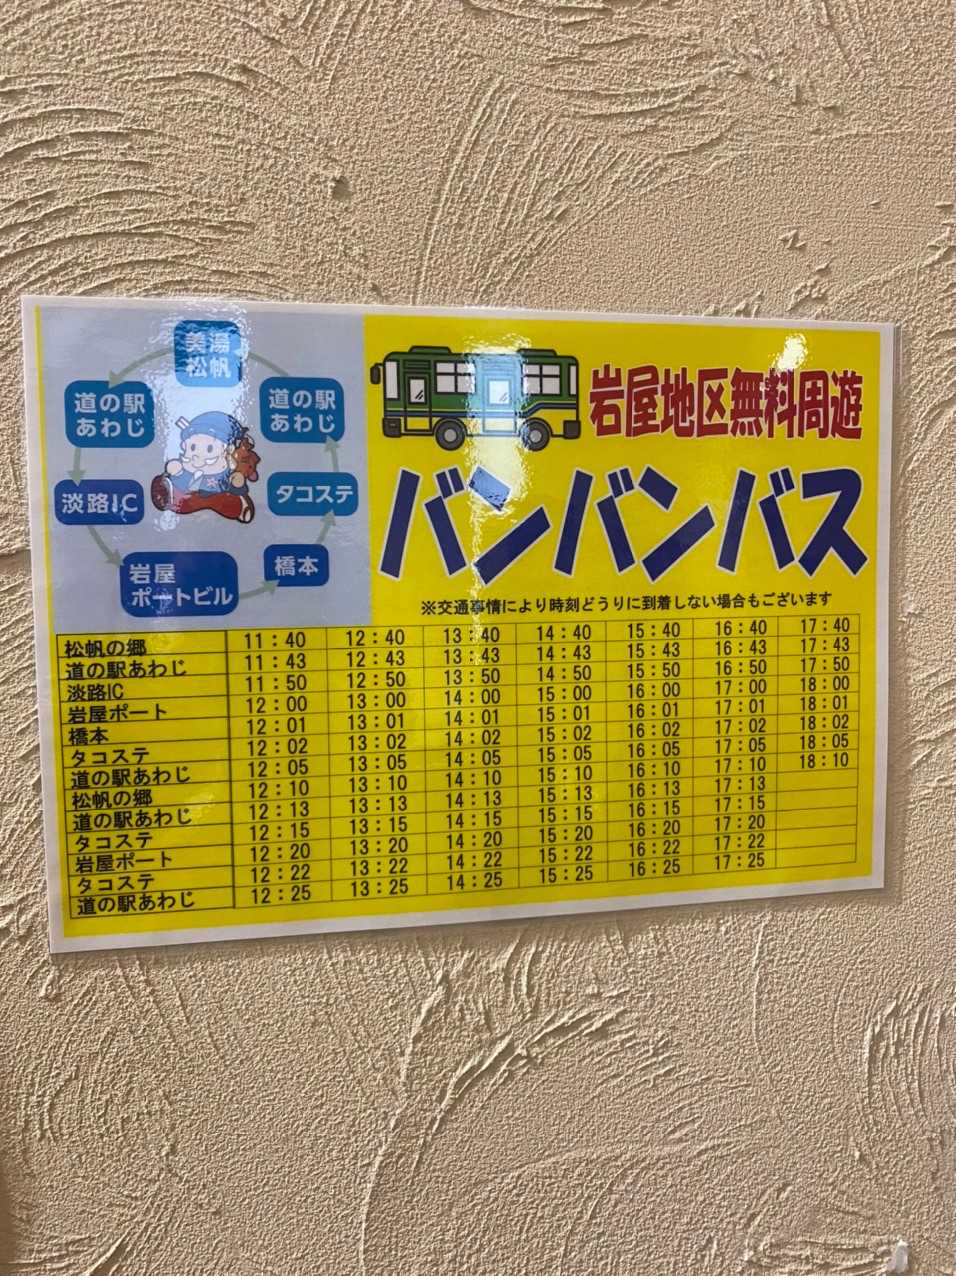 美湯
松帆
道の駅
あわじ
道の駅
あわじ
淡路IC
タコステ
岩屋
ポートビル
橋本
岩屋地区無料周遊
バンバンバス
※交通事情により時刻どうりに到着しない場合もございます
松帆の郷 11:40 12:40 13:40 14:40 15:40 16:40 17:40
道の駅あわじ 11:43 12:43 13:43 14:43 15:43 16:43 17:43
淡路IC 11:50 12:50 13:50 14:50 15:50 16:50 17:50
岩屋ポート 12:00 13:00 14:00 15:00 16:00 17:00 18:00
橋本 12:01 13:01 14:01 15:01 16:01 17:01 18:01
タコステ 12:02 13:02 14:02 15:02 16:02 17:02 18:02
道の駅あわじ 12:05 13:05 14:05 15:05 16:05 17:05 18:05
松帆の郷 12:10 13:10 14:10 15:10 16:10 17:10 18:10
道の駅あわじ 12:13 13:13 14:13 15:13 16:13 17:13
タコステ 12:15 13:15 14:15 15:15 16:15 17:15
岩屋ポート 12:20 13:20 14:20 15:20 16:20 17:20
タコステ 12:22 13:22 14:22 15:22 16:22 17:22
道の駅あわじ 12:25 13:25 14:25 15:25 16:25 17:25